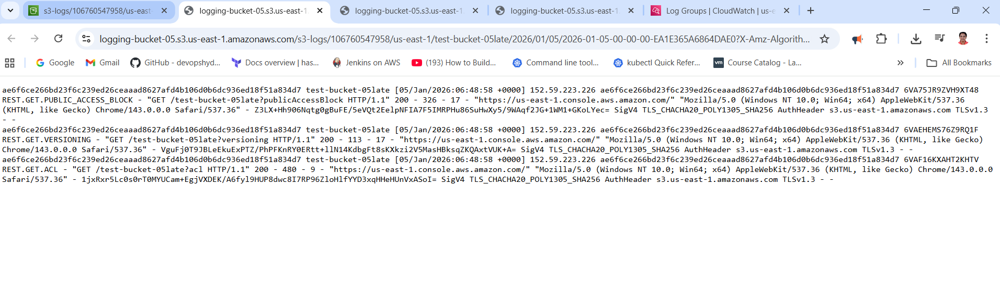 s3-logs/106760547958/us-east-
logging-bucket-05.s3.us-east-1.
logging-bucket-05.s3.us-east-1.
logging-bucket-05.s3.us-east-1.
Log Groups | CloudWatch | us-e
logging-bucket-05.s3.us-east-1.amazonaws.com/s3-logs/106760547958/us-east-1/test-bucket-05late/2026/01/05/2026-01-05-00-00-00-EA1E365A6864DAE0?X-Amz-Algorith...
Google
Gmail
GitHub - devopshyd...
Docs overview | has...
Jenkins on AWS
(193) How to Build...
Command line tool...
kubectl Quick Refer...
vm
Course Catalog - La...
»
All Bookmarks
ae6f6ce266bd23f6c239ed26ceaaad8627afd4b106d0b6dc936ed18f51a834d7 test-bucket-05late [05/Jan/2026:06:48:58 +0000] 152.59.223.226 ae6f6ce266bd23f6c239ed26ceaaad8627afd4b106d0b6dc936ed18f51a834d7 6VA75JR9ZVH9XT48
REST.GET.PUBLIC_ACCESS_BLOCK - "GET /test-bucket-05late?publicAccessBlock HTTP/1.1" 200 - 326 - 17 - "https://us-east-1.console.aws.amazon.com/" "Mozilla/5.0 (Windows NT 10.0; Win64; x64) AppleWebKit/537.36
(KHTML, like Gecko) Chrome/143.0.0.0 Safari/537.36" - Z3LX+Hh906Nqtg0gBuFE/5eVQt2EelpNFIA7F5IMRPHu86SuHwXy5/9WAqf2JG+1WM1+GKoLYec= SigV4 TLS_CHACHA20_POLY1305_SHA256 AuthHeader s3.us-east-1.amazonaws.com TLSv1.3
- -
ae6f6ce266bd23f6c239ed26ceaaad8627afd4b106d0b6dc936ed18f51a834d7 test-bucket-05late [05/Jan/2026:06:48:58 +0000] 152.59.223.226 ae6f6ce266bd23f6c239ed26ceaaad8627afd4b106d0b6dc936ed18f51a834d7 6VAEHEMS76Z9RQ1F
REST.GET.VERSIONING - "GET /test-bucket-05late?versioning HTTP/1.1" 200 - 113 - 17 - "https://us-east-1.console.aws.amazon.com/" "Mozilla/5.0 (Windows NT 10.0; Win64; x64) AppleWebKit/537.36 (KHTML, like Gecko)
Chrome/143.0.0.0 Safari/537.36" - VguFj0T9JBLeEkuExPTZ/PhPFKnRY0ERtt+llN14KdbgFt8sKXkzi2V5MasHBksqZKQAxtVUK+A= SigV4 TLS_CHACHA20_POLY1305_SHA256 AuthHeader s3.us-east-1.amazonaws.com TLSv1.3 - -
ae6f6ce266bd23f6c239ed26ceaaad8627afd4b106d0b6dc936ed18f51a834d7 test-bucket-05late [05/Jan/2026:06:48:58 +0000] 152.59.223.226 ae6f6ce266bd23f6c239ed26ceaaad8627afd4b106d0b6dc936ed18f51a834d7 6VAF16KXAHT2KHTV
REST.GET.ACL - "GET /test-bucket-05late?acl HTTP/1.1" 200 - 480 - 9 - "https://us-east-1.console.aws.amazon.com/" "Mozilla/5.0 (Windows NT 10.0; Win64; x64) AppleWebKit/537.36 (KHTML, like Gecko) Chrome/143.0.0.0
Safari/537.36" - 1jxRxr5Lc0s0rT0MYUCam+EgjVXDEK/A6fyl9HUP8dwc8I7RP96ZloHlfYYD3xqHHeHUnVxASoI= SigV4 TLS_CHACHA20_POLY1305_SHA256 AuthHeader s3.us-east-1.amazonaws.com TLSv1.3 - -